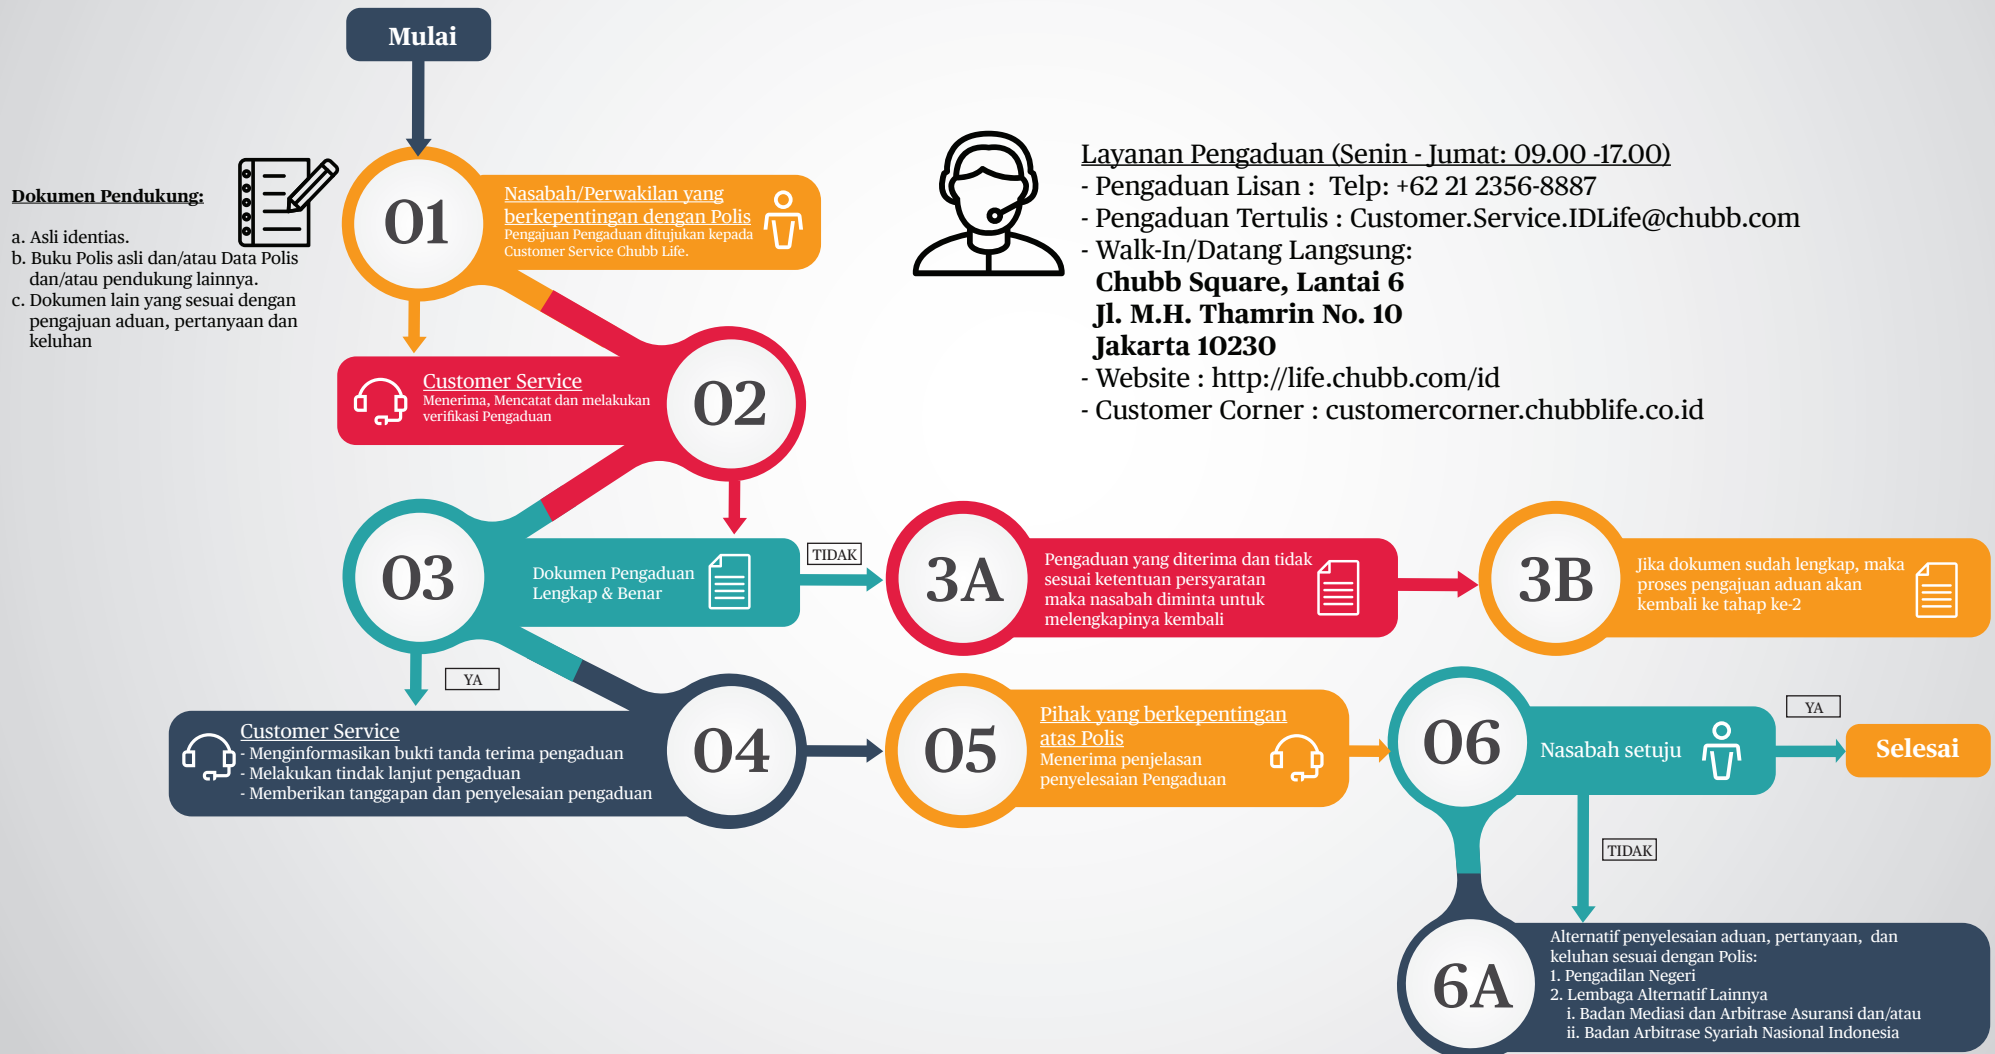 Mulai
Dokumen Pendukung:
a. Asli identias.
b. Buku Polis asli dan/atau Data Polis
dan/atau pendukung lainnya.
c. Dokumen lain yang sesuai dengan
pengajuan aduan, pertanyaan dan
keluhan
01
Nasabah/Perwakilan yang
berkepentingan dengan Polis
Pengajuan Pengaduan ditujukan kepada
Customer Service Chubb Life.
Layanan Pengaduan (Senin - Jumat: 09.00 -17.00)
- Pengaduan Lisan : Telp: +62 21 2356-8887
- Pengaduan Tertulis : Customer.Service.IDLife@chubb.com
- Walk-In/Datang Langsung:
Chubb Square, Lantai 6
Jl. M.H. Thamrin No. 10
Jakarta 10230
- Website : http://life.chubb.com/id
- Customer Corner : customercorner.chubblife.co.id
Customer Service
Menerima, Mencatat dan melakukan
verifikasi Pengaduan
02
03
Dokumen Pengaduan
Lengkap & Benar
TIDAK
3A
Pengaduan yang diterima dan tidak
sesuai ketentuan persyaratan
maka nasabah diminta untuk
melengkapinya kembali
3B
Jika dokumen sudah lengkap, maka
proses pengajuan aduan akan
kembali ke tahap ke-2
YA
Customer Service
- Menginformasikan bukti tanda terima pengaduan
- Melakukan tindak lanjut pengaduan
- Memberikan tanggapan dan penyelesaian pengaduan
04
05
Pihak yang berkepentingan
atas Polis
Menerima penjelasan
penyelesaian Pengaduan
06
Nasabah setuju
YA
Selesai
TIDAK
6A
Alternatif penyelesaian aduan, pertanyaan, dan
keluhan sesuai dengan Polis:
1. Pengadilan Negeri
2. Lembaga Alternatif Lainnya
i. Badan Mediasi dan Arbitrase Asuransi dan/atau
ii. Badan Arbitrase Syariah Nasional Indonesia